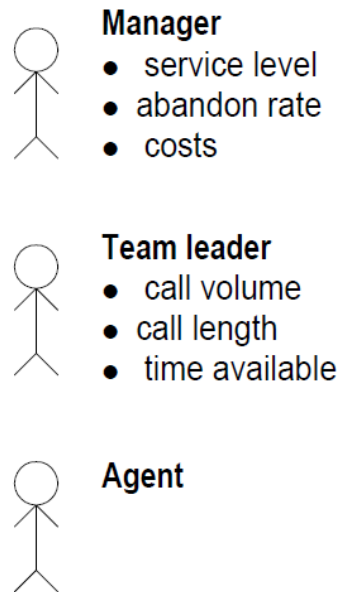 Manager
● service level
● abandon rate
● costs
Team leader
● call volume
● call length
● time available
Agent